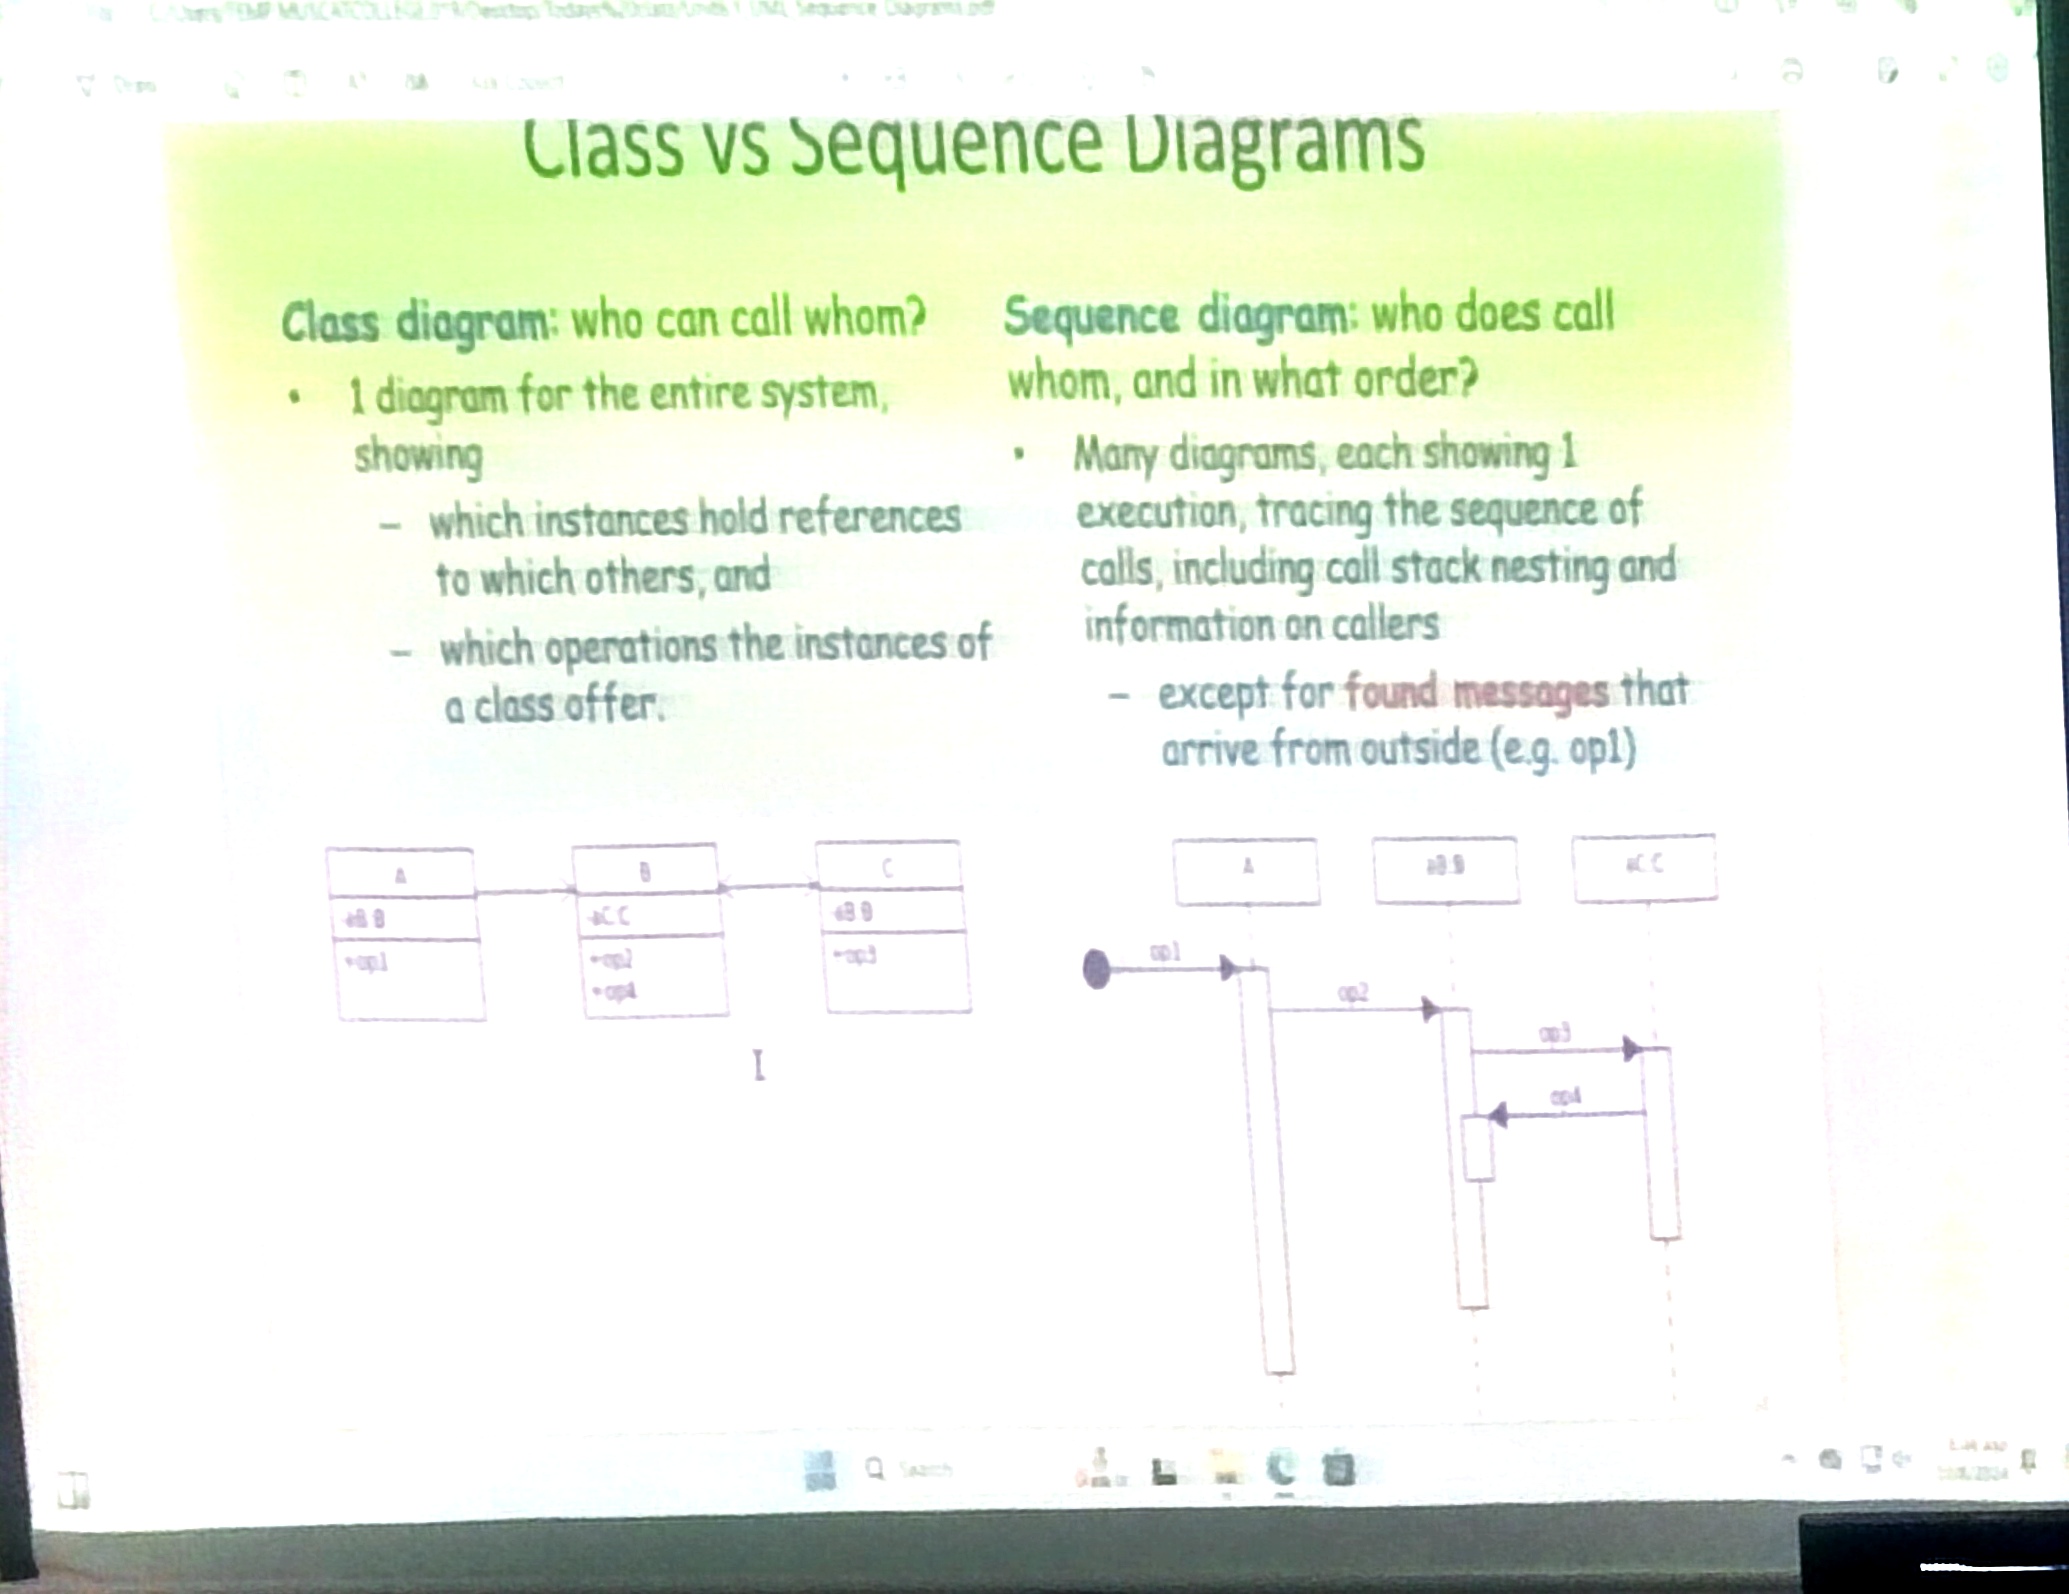 Class vs Sequence Diagrams
Class diagram: who can call whom?
• 1 diagram for the entire system,
showing
– which instances hold references
to which others, and
– which operations the instances of
a class offer.
Sequence diagram: who does call
whom, and in what order?
• Many diagrams, each showing 1
execution, tracing the sequence of
calls, including call stack nesting and
information on callers
– except for found messages that
arrive from outside (e.g. op1)
A
B
C
+op1
+op2
+op4
+op3
A
aB:B
aC:C
op1
op2
op3
op4
Search